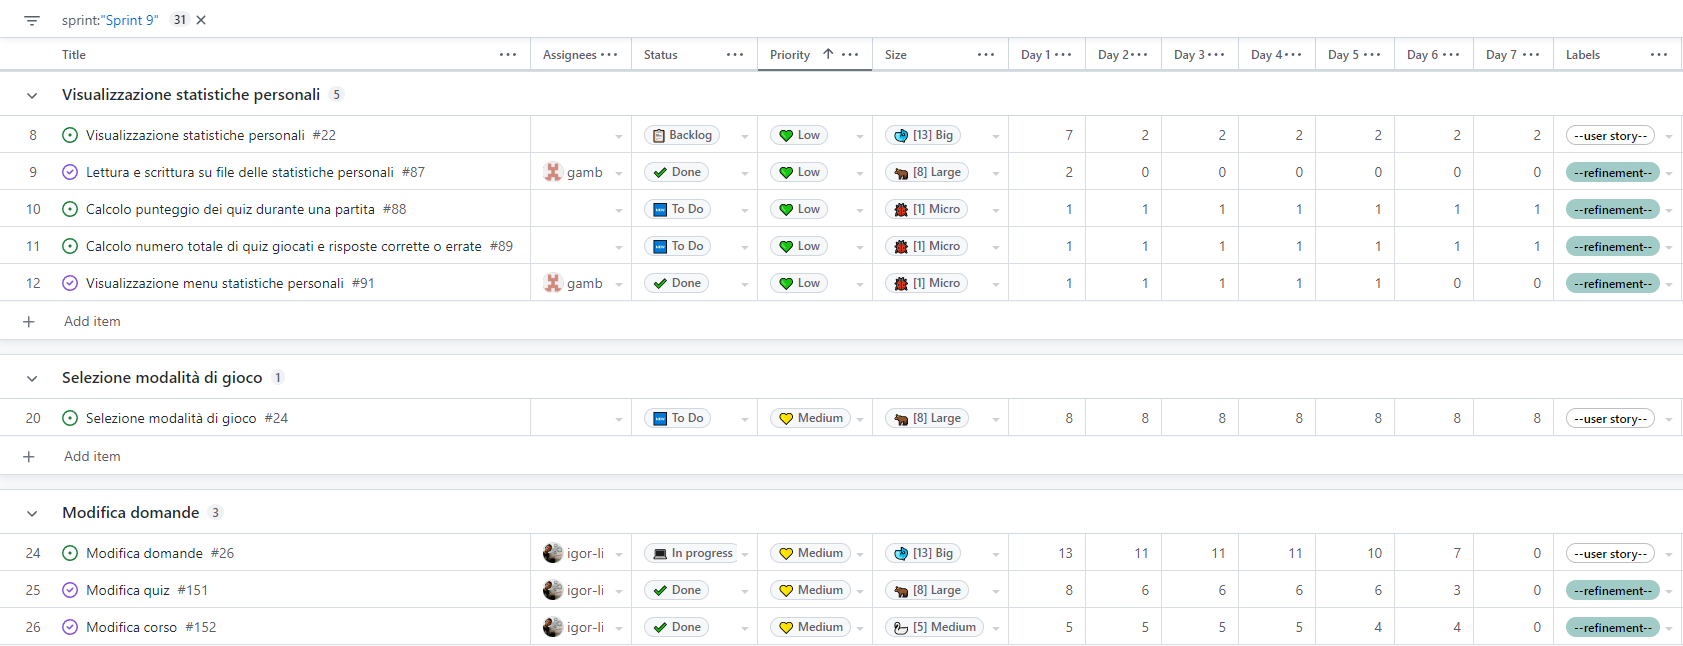 sprint:"Sprint 9" 31
Title Assignees Status Priority Size Day 1 Day 2 Day 3 Day 4 Day 5 Day 6 Day 7 Labels
Visualizzazione statistiche personali 5
8 Visualizzazione statistiche personali #22 Backlog Low [13] Big 7 2 2 2 2 2 2 --user story--
9 Lettura e scrittura su file delle statistiche personali #87 gamb Done Low [8] Large 2 0 0 0 0 0 0 --refinement--
10 Calcolo punteggio dei quiz durante una partita #88 To Do Low [1] Micro 1 1 1 1 1 1 1 --refinement--
11 Calcolo numero totale di quiz giocati e risposte corrette o errate #89 To Do Low [1] Micro 1 1 1 1 1 1 1 --refinement--
12 Visualizzazione menu statistiche personali #91 gamb Done Low [1] Micro 1 1 1 1 1 0 0 --refinement--
Add item
Selezione modalità di gioco 1
20 Selezione modalità di gioco #24 To Do Medium [8] Large 8 8 8 8 8 8 8 --user story--
Add item
Modifica domande 3
24 Modifica domande #26 igor-li In progress Medium [13] Big 13 11 11 11 10 7 0 --user story--
25 Modifica quiz #151 igor-li Done Medium [8] Large 8 6 6 6 6 3 0 --refinement--
26 Modifica corso #152 igor-li Done Medium [5] Medium 5 5 5 5 4 4 0 --refinement--